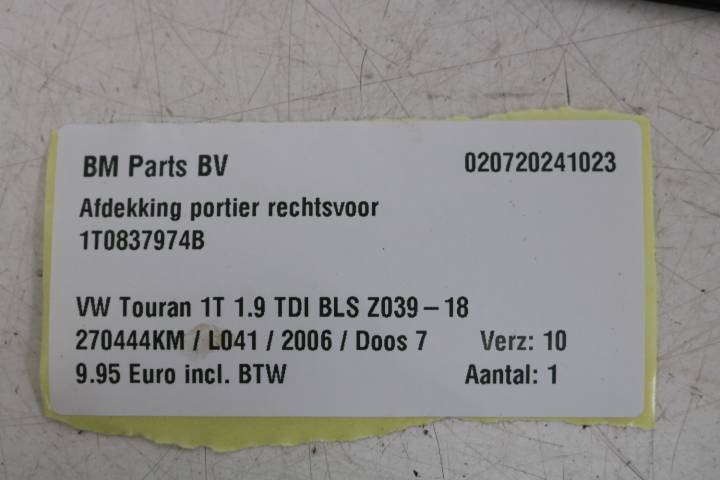 BM Parts BV 020720241023
Afdekking portier rechtsvoor
1T0837974B
VW Touran 1T 1.9 TDI BLS Z039 – 18
270444KM / L041 / 2006 / Doos 7 Verz: 10
9.95 Euro incl. BTW Aantal: 1